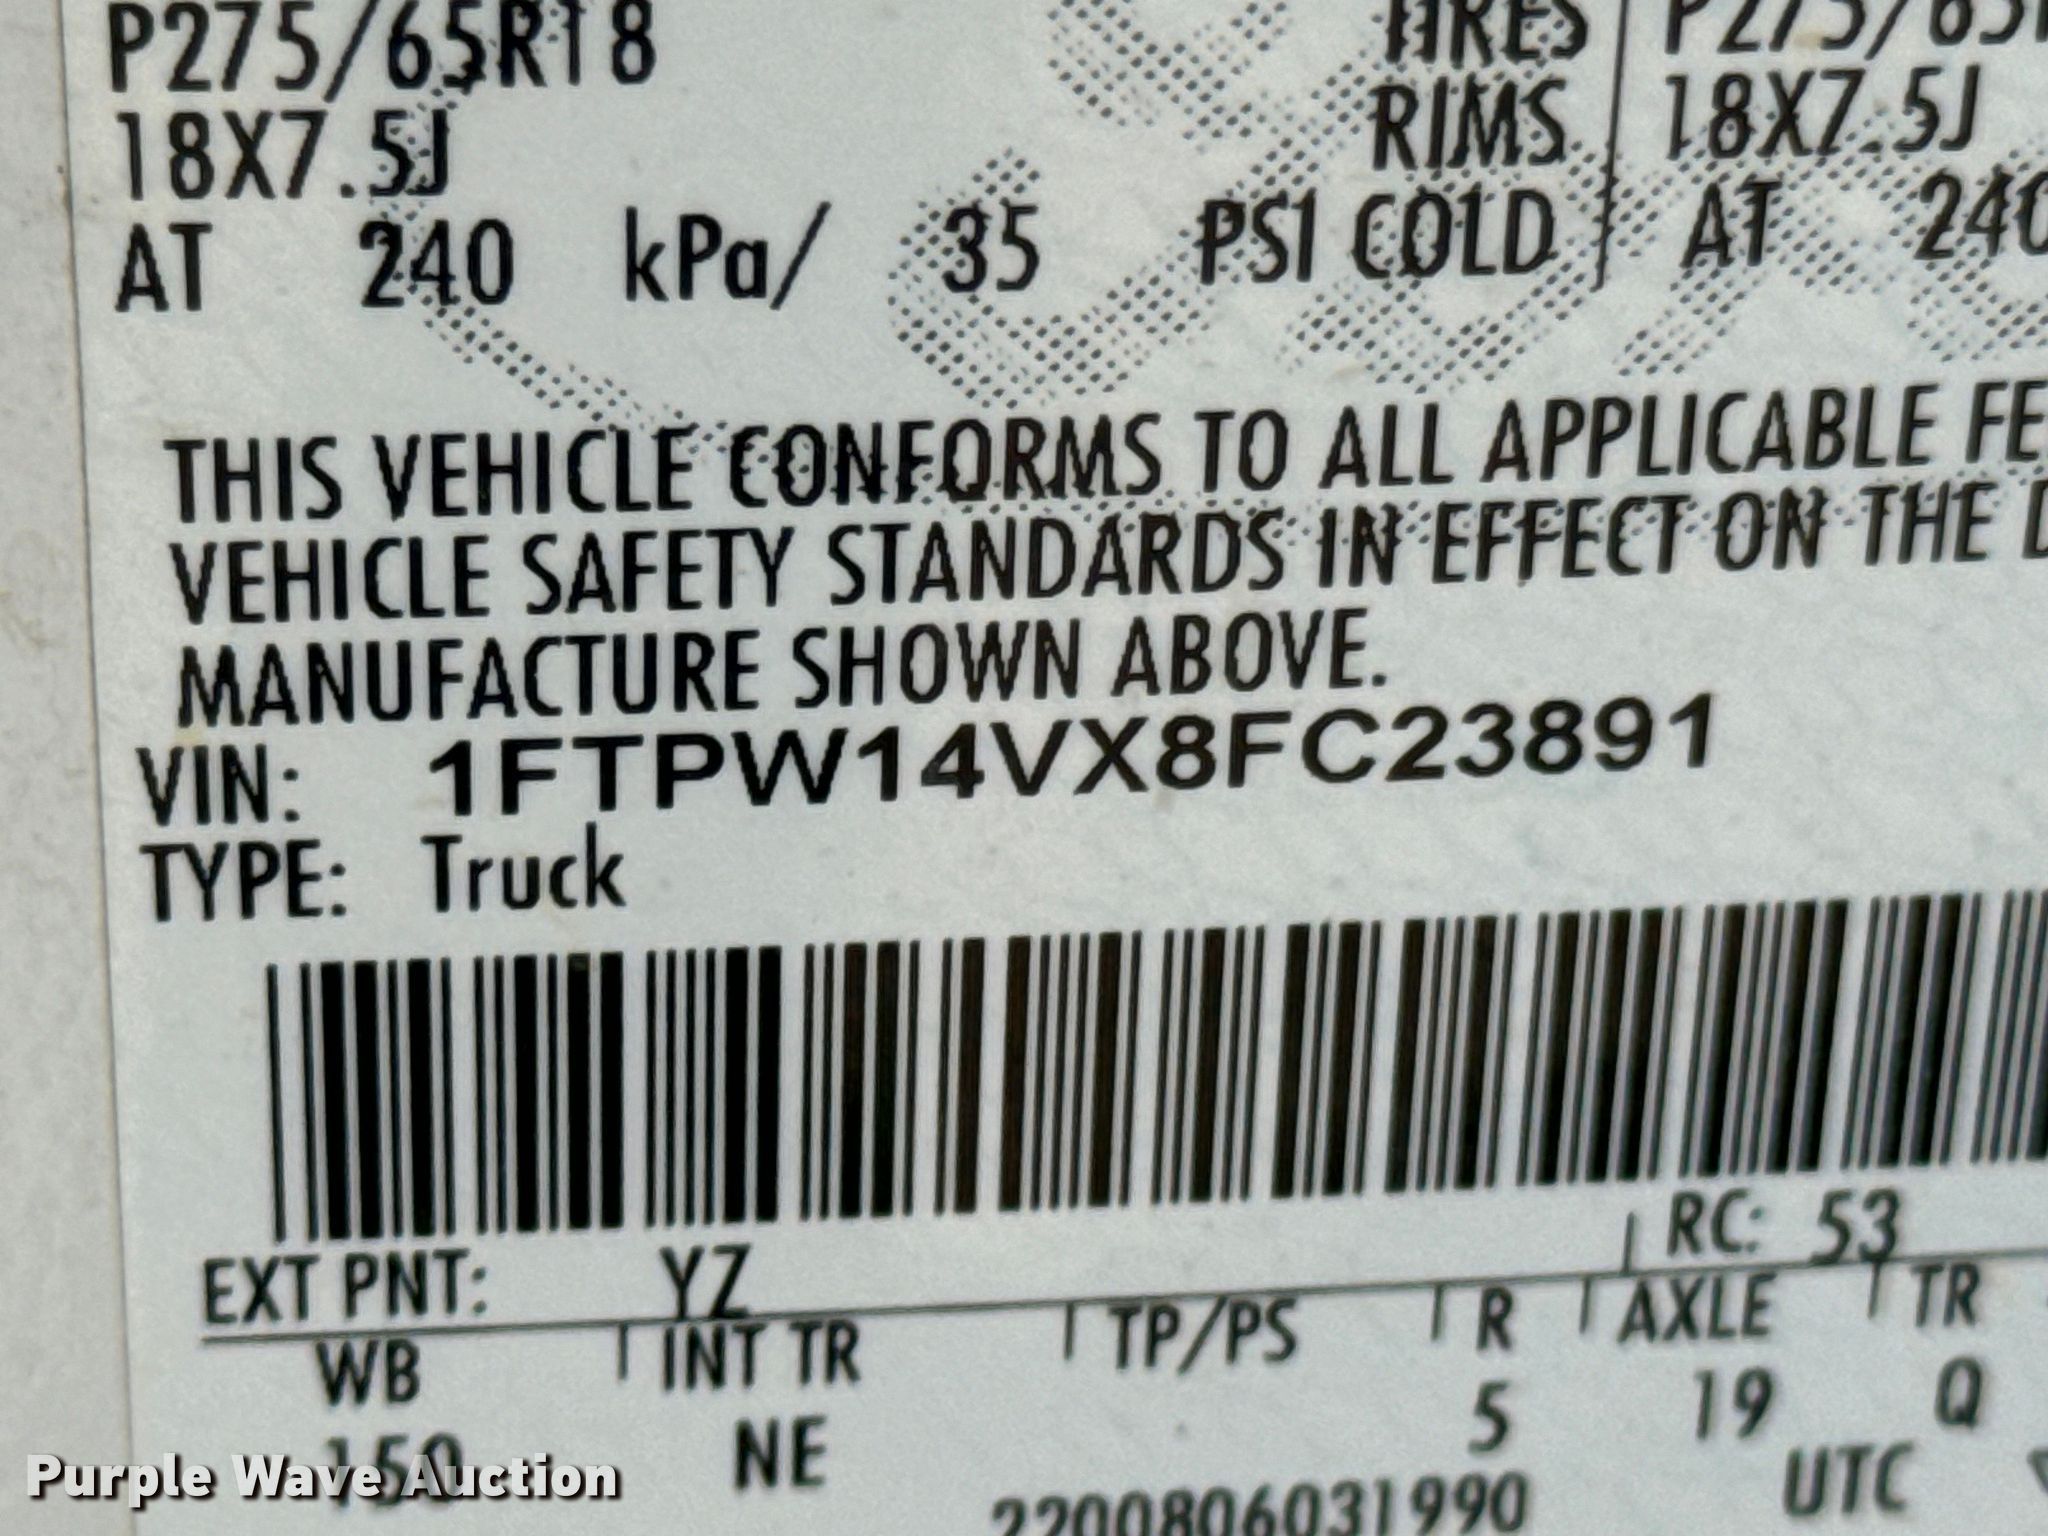 P275/65R18 TIRES P275/65R
18X7.5J RIMS 18X7.5J
AT 240 kPa/ 35 PSI COLD AT 240
THIS VEHICLE CONFORMS TO ALL APPLICABLE FE
VEHICLE SAFETY STANDARDS IN EFFECT ON THE D
MANUFACTURE SHOWN ABOVE.
VIN: 1FTPW14VX8FC23891
TYPE: Truck
EXT PNT: YZ RC: 53
WB INT TR TP/PS R AXLE TR
150 NE 5 19 Q
Purple Wave Auction
2200806031990 UTC